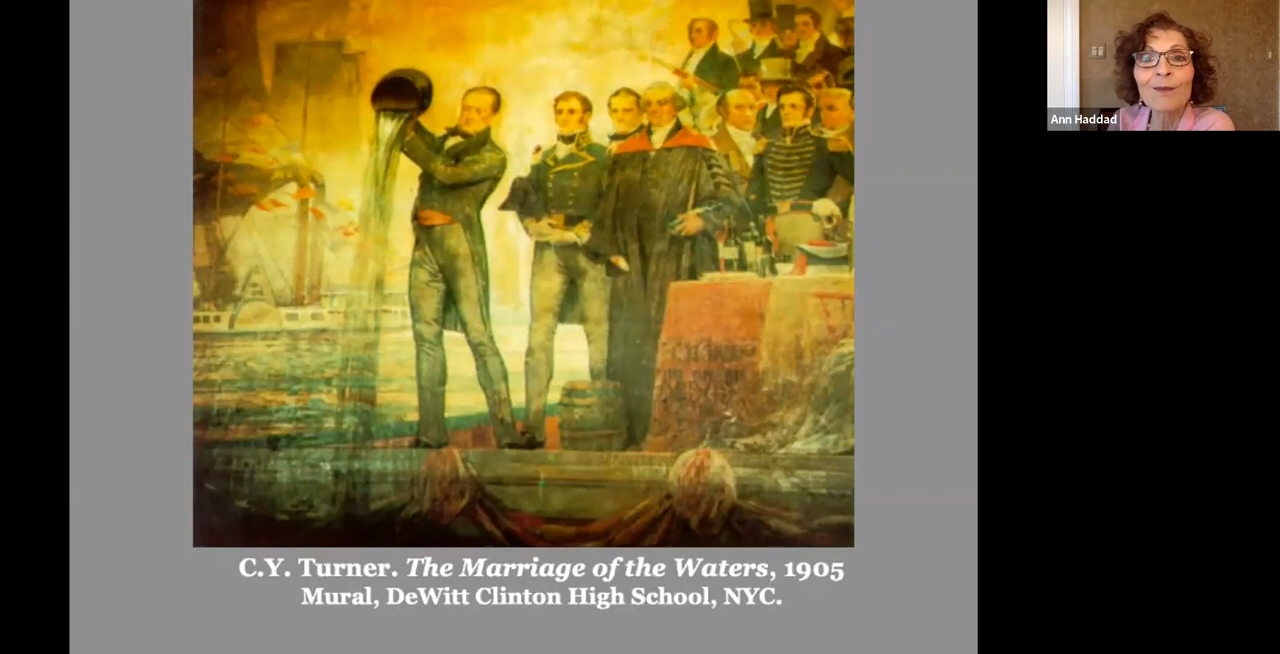 Ann Haddad
C.Y. Turner. The Marriage of the Waters, 1905
Mural, DeWitt Clinton High School, NYC.